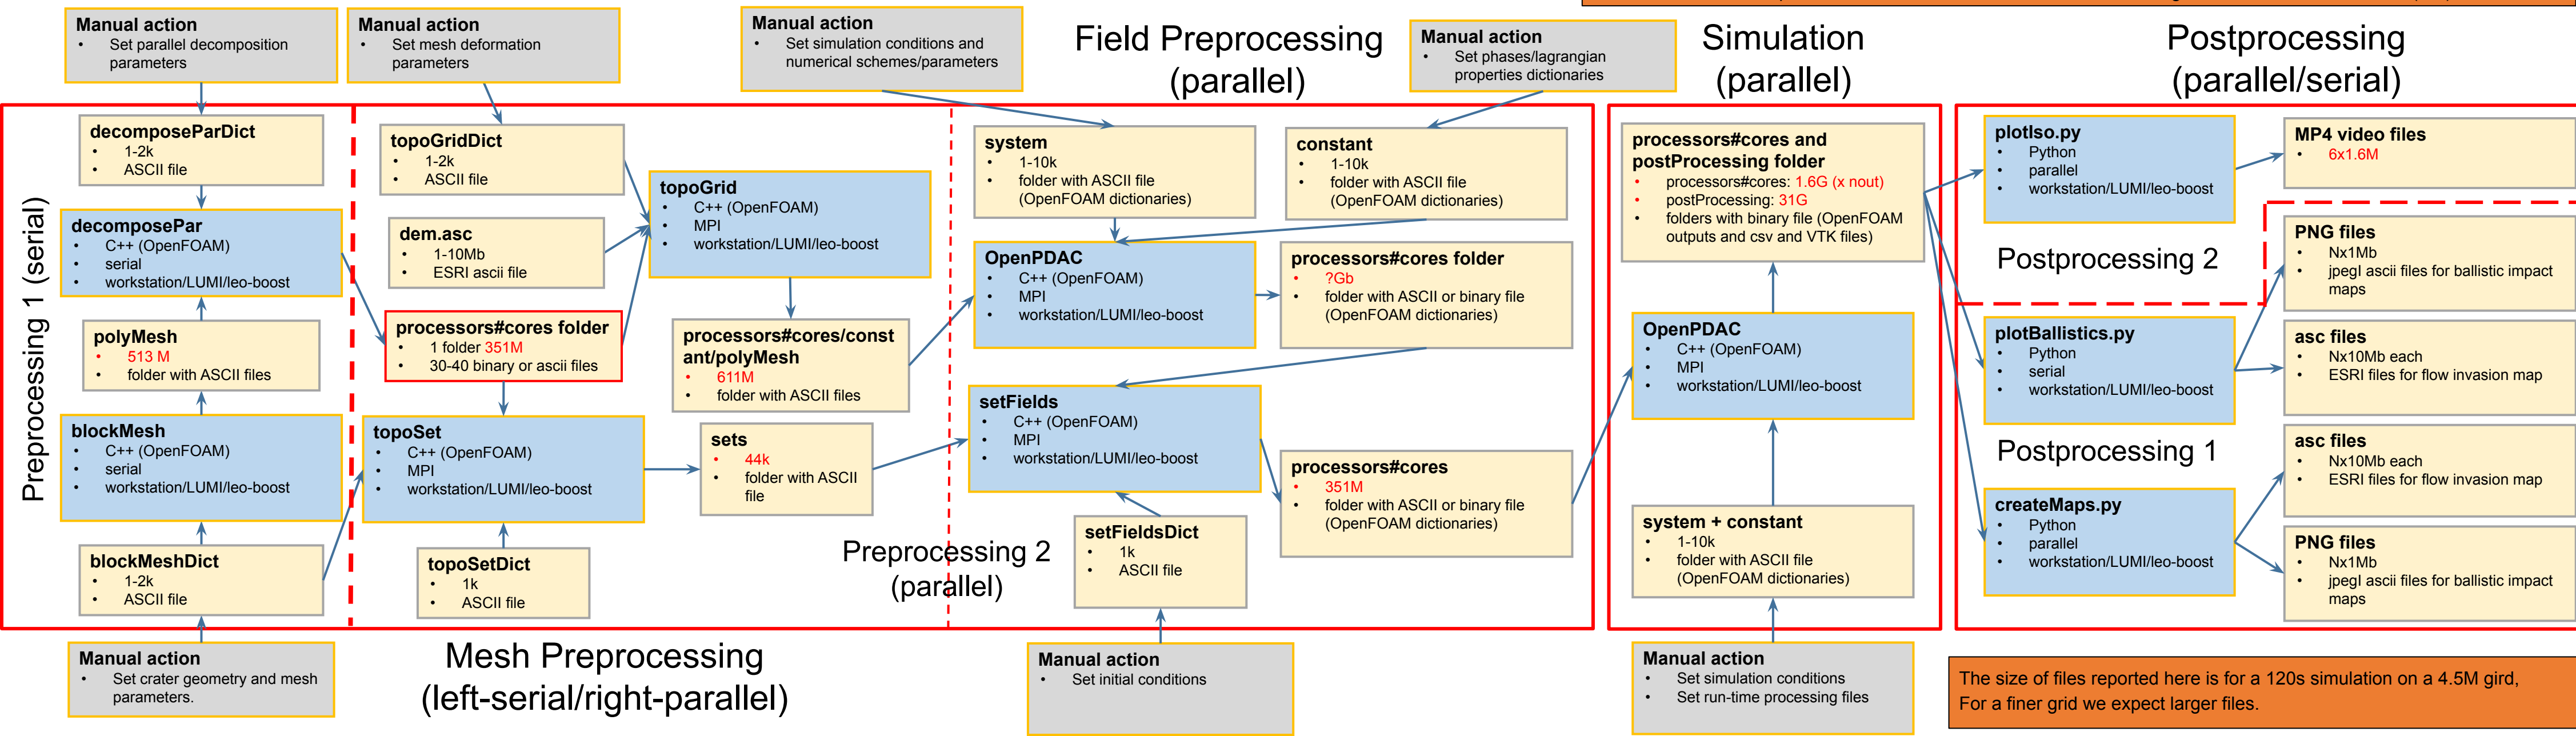 Manual action
• Set parallel decomposition
parameters
Manual action
• Set mesh deformation
parameters
Manual action
• Set simulation conditions and
numerical schemes/parameters
Field Preprocessing
(parallel)
Manual action
• Set phases/lagrangian
properties dictionaries
Simulation
(parallel)
Postprocessing
(parallel/serial)
Preprocessing 1 (serial)
decomposeParDict
• 1-2k
• ASCII file
decomposePar
• C++ (OpenFOAM)
• serial
• workstation/LUMI/leo-boost
polyMesh
• 513 M
• folder with ASCII files
blockMesh
• C++ (OpenFOAM)
• serial
• workstation/LUMI/leo-boost
blockMeshDict
• 1-2k
• ASCII file
Manual action
• Set crater geometry and mesh
parameters.
topoGridDict
• 1-2k
• ASCII file
dem.asc
• 1-10Mb
• ESRI ascii file
processors#cores folder
• 1 folder 351M
• 30-40 binary or ascii files
topoSet
• C++ (OpenFOAM)
• MPI
• workstation/LUMI/leo-boost
topoSetDict
• 1k
• ASCII file
topoGrid
• C++ (OpenFOAM)
• MPI
• workstation/LUMI/leo-boost
processors#cores/const
ant/polyMesh
• 611M
• folder with ASCII files
sets
• 44k
• folder with ASCII
file
Mesh Preprocessing
(left-serial/right-parallel)
Preprocessing 2
(parallel)
system
• 1-10k
• folder with ASCII file
(OpenFOAM dictionaries)
constant
• 1-10k
• folder with ASCII file
(OpenFOAM dictionaries)
OpenPDAC
• C++ (OpenFOAM)
• MPI
• workstation/LUMI/leo-boost
processors#cores folder
• ?Gb
• folder with ASCII or binary file
(OpenFOAM dictionaries)
setFields
• C++ (OpenFOAM)
• MPI
• workstation/LUMI/leo-boost
processors#cores
• 351M
• folder with ASCII or binary file
(OpenFOAM dictionaries)
setFieldsDict
• 1k
• ASCII file
Manual action
• Set initial conditions
processors#cores and
postProcessing folder
• processors#cores: 1.6G (x nout)
• postProcessing: 31G
• folders with binary file (OpenFOAM
outputs and csv and VTK files)
OpenPDAC
• C++ (OpenFOAM)
• MPI
• workstation/LUMI/leo-boost
system + constant
• 1-10k
• folder with ASCII file
(OpenFOAM dictionaries)
Manual action
• Set simulation conditions
• Set run-time processing files
plotIso.py
• Python
• parallel
• workstation/LUMI/leo-boost
MP4 video files
• 6x1.6M
Postprocessing 2
PNG files
• Nx1Mb
• jpegI ascii files for ballistic impact
maps
plotBallistics.py
• Python
• serial
• workstation/LUMI/leo-boost
asc files
• Nx10Mb each
• ESRI files for flow invasion map
Postprocessing 1
asc files
• Nx10Mb each
• ESRI files for flow invasion map
createMaps.py
• Python
• parallel
• workstation/LUMI/leo-boost
PNG files
• Nx1Mb
• jpegI ascii files for ballistic impact
maps
The size of files reported here is for a 120s simulation on a 4.5M gird,
For a finer grid we expect larger files.